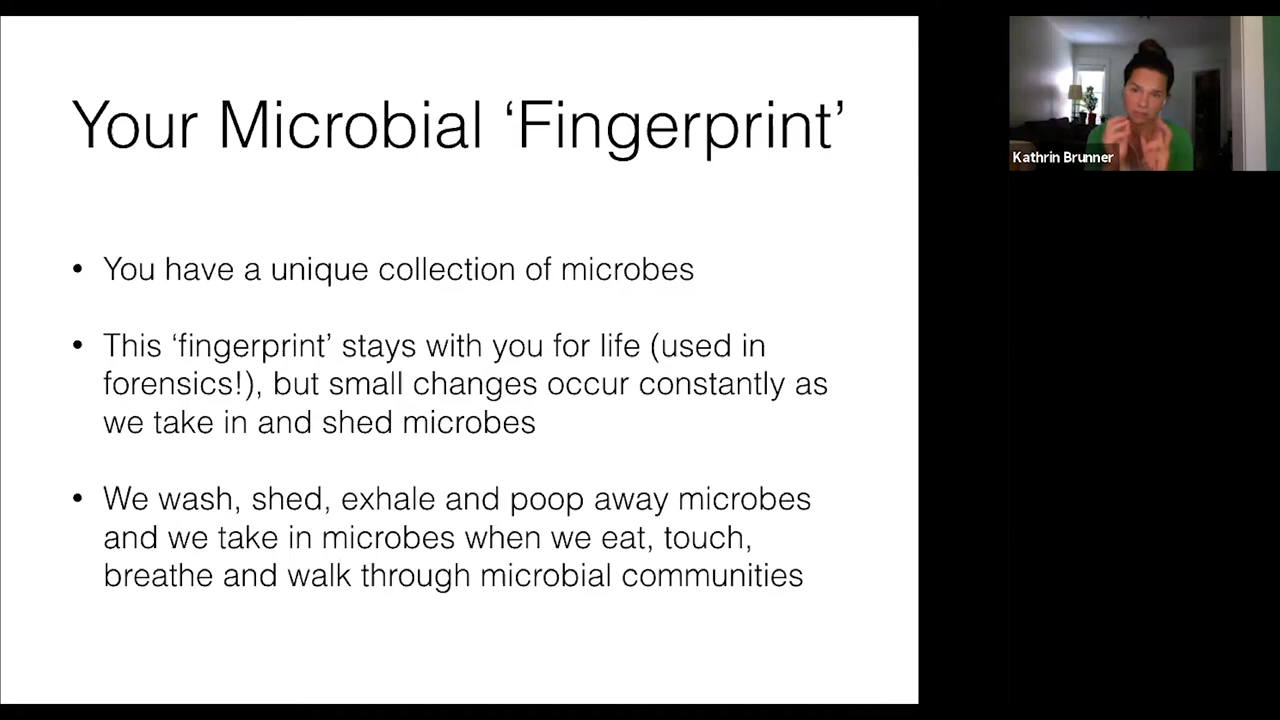 Your Microbial ‘Fingerprint’
• You have a unique collection of microbes
• This ‘fingerprint’ stays with you for life (used in
forensics!), but small changes occur constantly as
we take in and shed microbes
• We wash, shed, exhale and poop away microbes
and we take in microbes when we eat, touch,
breathe and walk through microbial communities
Kathrin Brunner